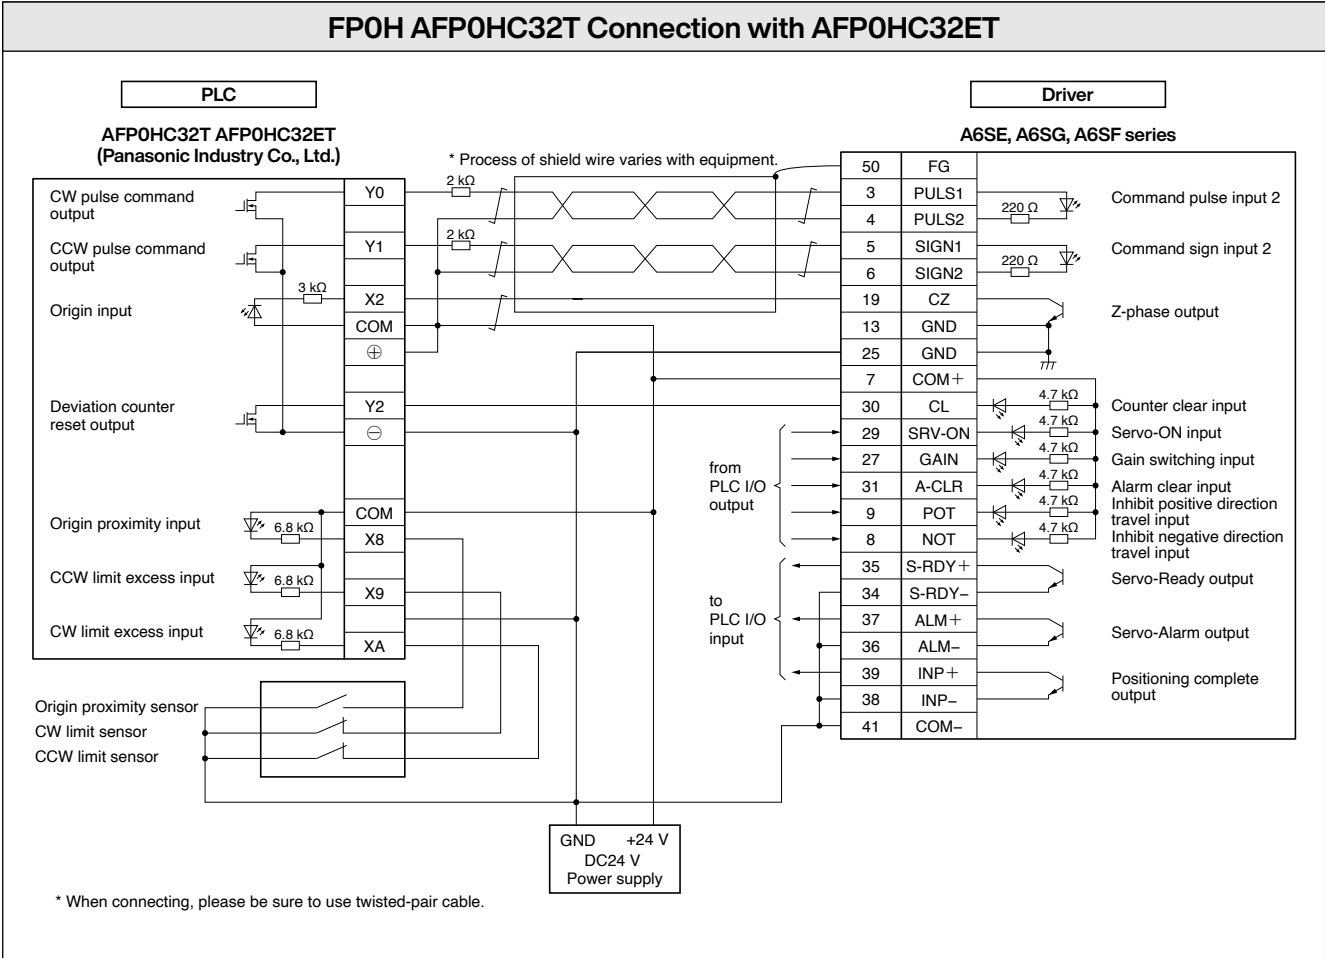 FP0H AFP0HC32T Connection with AFP0HC32ET
PLC
AFP0HC32T AFP0HC32ET
(Panasonic Industry Co., Ltd.)
Driver
A6SE, A6SG, A6SF series
* Process of shield wire varies with equipment.
CW pulse command
output
CCW pulse command
output
Origin input
3 kΩ
Deviation counter
reset output
Origin proximity input
6.8 kΩ
CCW limit excess input
6.8 kΩ
CW limit excess input
6.8 kΩ
Y0
Y1
X2
COM
⊕
Y2
⊖
COM
X8
X9
XA
2 kΩ
2 kΩ
from
PLC I/O
output
to
PLC I/O
input
50 FG
3 PULS1
4 PULS2
5 SIGN1
6 SIGN2
19 CZ
13 GND
25 GND
7 COM+
30 CL
29 SRV-ON
27 GAIN
31 A-CLR
9 POT
8 NOT
35 S-RDY+
34 S-RDY−
37 ALM+
36 ALM−
39 INP+
38 INP−
41 COM−
220 Ω
Command pulse input 2
220 Ω
Command sign input 2
Z-phase output
4.7 kΩ
Counter clear input
4.7 kΩ
Servo-ON input
4.7 kΩ
Gain switching input
4.7 kΩ
Alarm clear input
4.7 kΩ
Inhibit positive direction
travel input
4.7 kΩ
Inhibit negative direction
travel input
Servo-Ready output
Servo-Alarm output
Positioning complete
output
Origin proximity sensor
CW limit sensor
CCW limit sensor
GND +24 V
DC24 V
Power supply
* When connecting, please be sure to use twisted-pair cable.